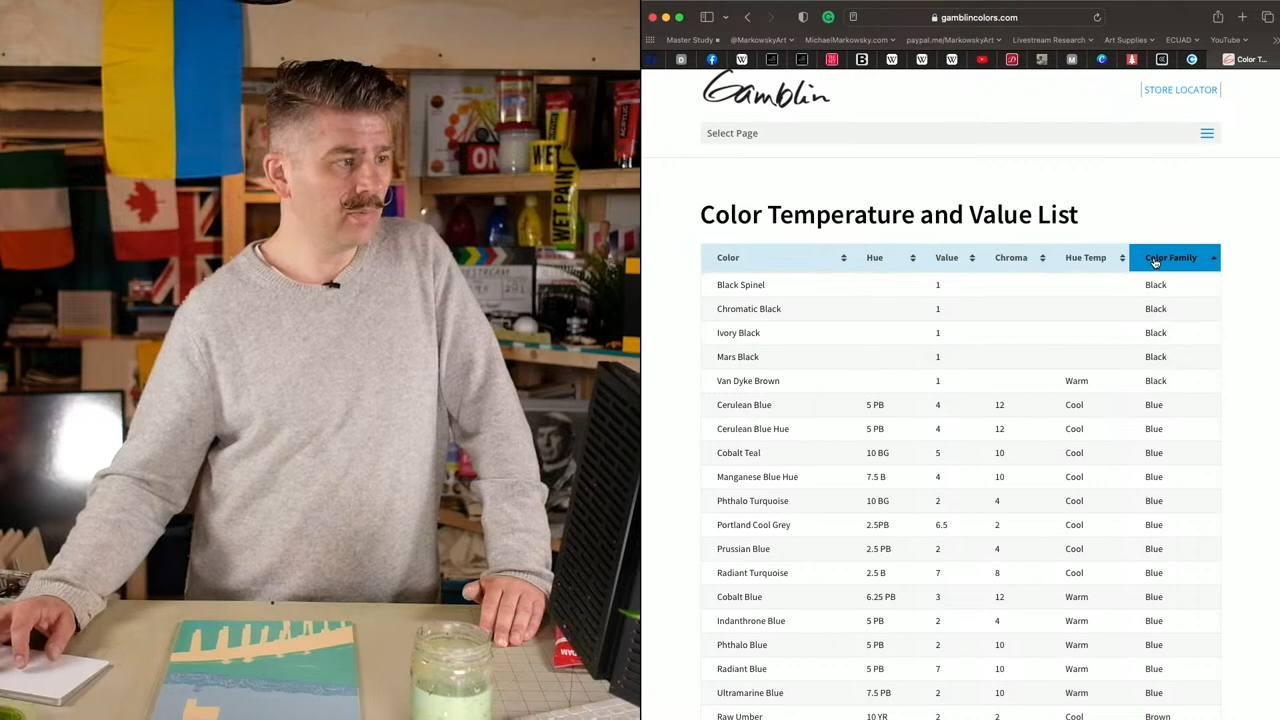 gamblincolors.com
Master Study
@MarkowskyArt
MichaelMarkowsky.com
paypal.me/MarkowskyArt
Livestream Research
Art Supplies
ECUAD
YouTube
Color T...
Gamblin
STORE LOCATOR
Select Page
Color Temperature and Value List
Color Hue Value Chroma Hue Temp Color Family
Black Spinel 1 Black
Chromatic Black 1 Black
Ivory Black 1 Black
Mars Black 1 Black
Van Dyke Brown 1 Warm Black
Cerulean Blue 5 PB 4 12 Cool Blue
Cerulean Blue Hue 5 PB 4 12 Cool Blue
Cobalt Teal 10 BG 5 10 Cool Blue
Manganese Blue Hue 7.5 B 4 10 Cool Blue
Phthalo Turquoise 10 BG 2 4 Cool Blue
Portland Cool Grey 2.5PB 6.5 2 Cool Blue
Prussian Blue 2.5 PB 2 4 Cool Blue
Radiant Turquoise 2.5 B 7 8 Cool Blue
Cobalt Blue 6.25 PB 3 12 Warm Blue
Indanthrone Blue 5 PB 2 4 Warm Blue
Phthalo Blue 5 PB 2 10 Warm Blue
Radiant Blue 5 PB 7 10 Warm Blue
Ultramarine Blue 7.5 PB 2 10 Warm Blue
Raw Umber 10 YR 2 2 Cool Brown
ON
WET
WET PAINT
ACRYLIC